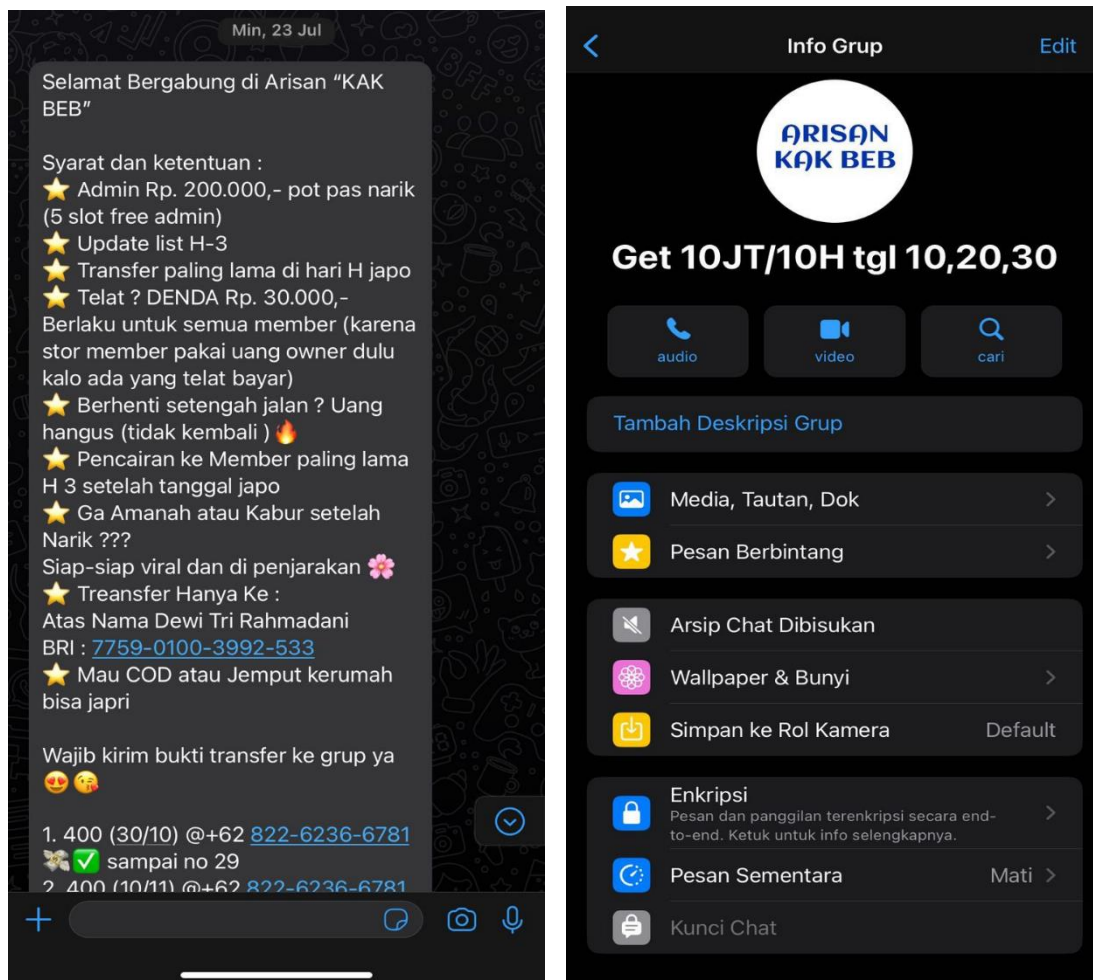 Min, 23 Jul
Selamat Bergabung di Arisan “KAK
BEB”
Syarat dan ketentuan :
⭐ Admin Rp. 200.000,- pot pas narik
(5 slot free admin)
⭐ Update list H-3
⭐ Transfer paling lama di hari H japo
⭐ Telat ? DENDA Rp. 30.000,-
Berlaku untuk semua member (karena
stor member pakai uang owner dulu
kalo ada yang telat bayar)
⭐ Berhenti setengah jalan ? Uang
hangus (tidak kembali )🔥
⭐ Pencairan ke Member paling lama
H 3 setelah tanggal japo
⭐ Ga Amanah atau Kabur setelah
Narik ???
Siap-siap viral dan di penjarakan 🌸
⭐ Treansfer Hanya Ke :
Atas Nama Dewi Tri Rahmadani
BRI : 7759-0100-3992-533
⭐ Mau COD atau Jemput kerumah
bisa japri
Wajib kirim bukti transfer ke grup ya
😍😘
1. 400 (30/10) @+62 822-6236-6781
💸✅ sampai no 29
2. 400 (10/11) @+62 822-6236-6781
Info Grup
Edit
ARISAN
KAK BEB
Get 10JT/10H tgl 10,20,30
audio
video
cari
Tambah Deskripsi Grup
Media, Tautan, Dok
Pesan Berbintang
Arsip Chat Dibisukan
Wallpaper & Bunyi
Simpan ke Rol Kamera Default
Enkripsi
Pesan dan panggilan terenkripsi secara end-
to-end. Ketuk untuk info selengkapnya.
Pesan Sementara Mati
Kunci Chat